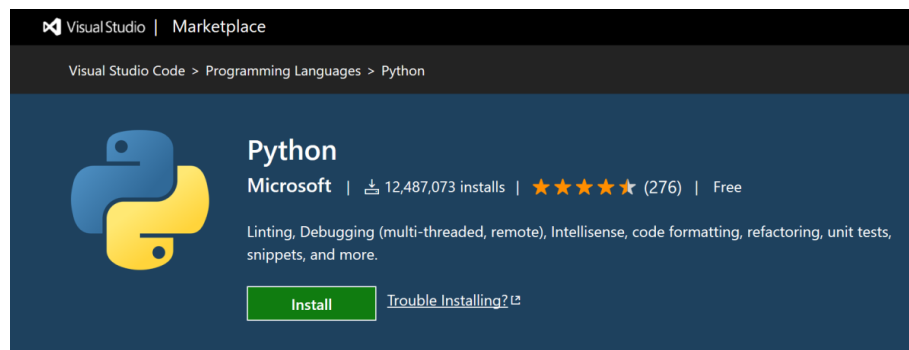 Visual Studio | Marketplace
Visual Studio Code > Programming Languages > Python
Python
Microsoft | 12,487,073 installs | (276) | Free
Linting, Debugging (multi-threaded, remote), Intellisense, code formatting, refactoring, unit tests,
snippets, and more.
Install Trouble Installing?